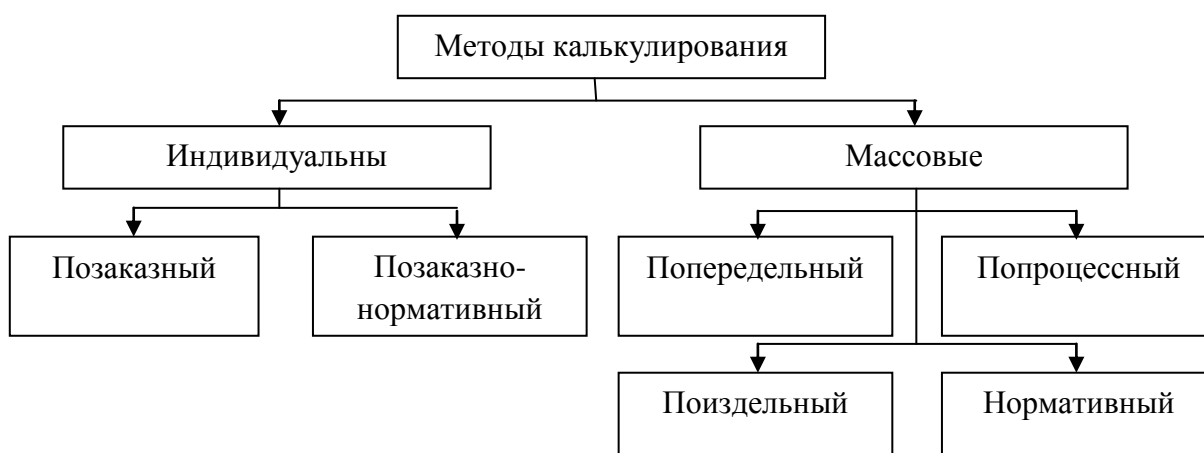 Методы калькулирования
Индивидуальны
Массовые
Позаказный
Позаказно-
нормативный
Попередельный
Попроцессный
Поиздельный
Нормативный